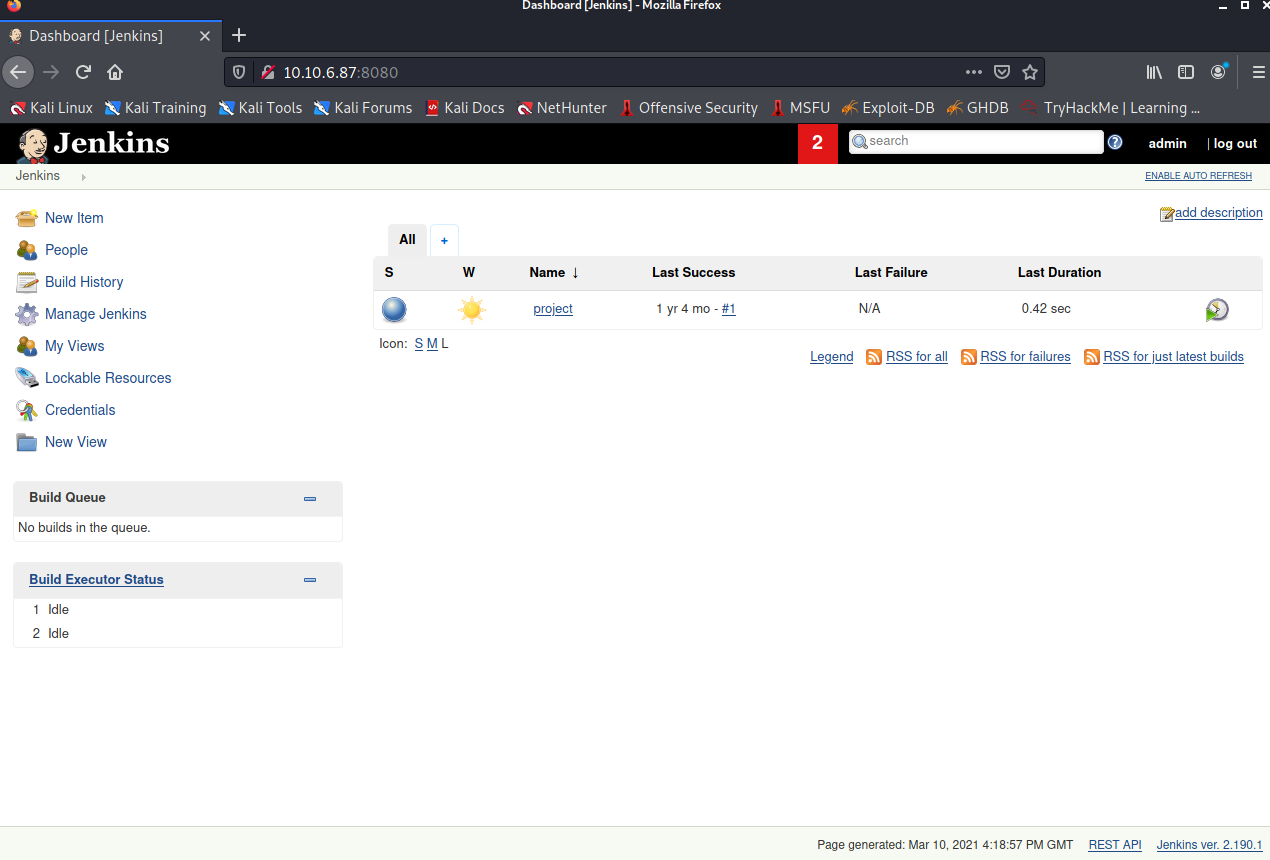 Dashboard [Jenkins] - Mozilla Firefox
Dashboard [Jenkins]
10.10.6.87:8080
Kali Linux Kali Training Kali Tools Kali Forums Kali Docs NetHunter Offensive Security MSFU Exploit-DB GHDB TryHackMe | Learning ...
Jenkins 2 search admin | log out
Jenkins ENABLE AUTO REFRESH
add description
New Item
People
Build History
Manage Jenkins
My Views
Lockable Resources
Credentials
New View
Build Queue
No builds in the queue.
Build Executor Status
1 Idle
2 Idle
All +
S W Name ↓ Last Success Last Failure Last Duration
project 1 yr 4 mo - #1 N/A 0.42 sec
Icon: S M L
Legend RSS for all RSS for failures RSS for just latest builds
Page generated: Mar 10, 2021 4:18:57 PM GMT REST API Jenkins ver. 2.190.1